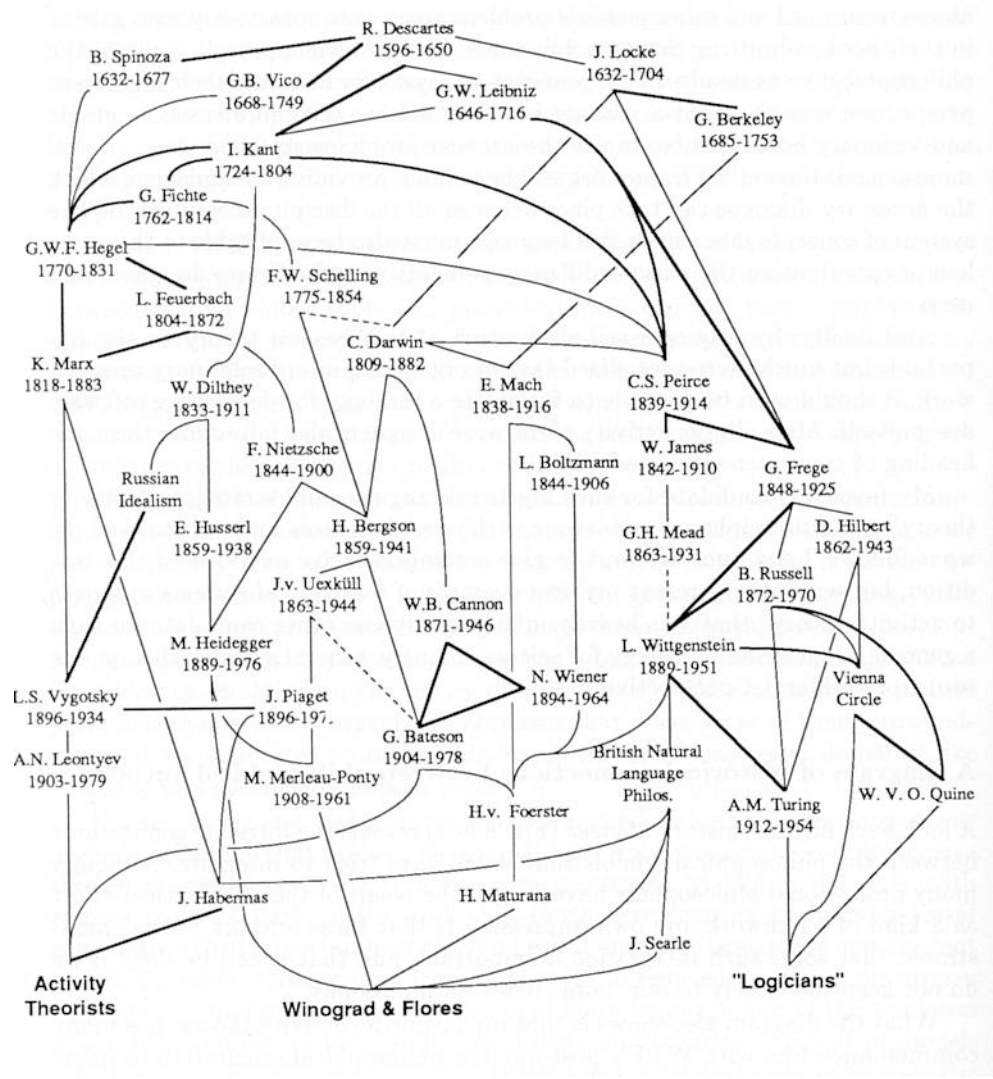 R. Descartes
1596-1650
B. Spinoza
1632-1677
J. Locke
1632-1704
G.B. Vico
1668-1749
G.W. Leibniz
1646-1716
G. Berkeley
1685-1753
I. Kant
1724-1804
G. Fichte
1762-1814
G.W.F. Hegel
1770-1831
F.W. Schelling
1775-1854
L. Feuerbach
1804-1872
C. Darwin
1809-1882
K. Marx
1818-1883
W. Dilthey
1833-1911
E. Mach
1838-1916
C.S. Peirce
1839-1914
F. Nietzsche
1844-1900
L. Boltzmann
1844-1906
W. James
1842-1910
G. Frege
1848-1925
Russian
Idealism
E. Husserl
1859-1938
H. Bergson
1859-1941
G.H. Mead
1863-1931
D. Hilbert
1862-1943
J.v. Uexküll
1863-1944
B. Russell
1872-1970
W.B. Cannon
1871-1946
M. Heidegger
1889-1976
L. Wittgenstein
1889-1951
L.S. Vygotsky
1896-1934
J. Piaget
1896-197.
N. Wiener
1894-1964
Vienna
Circle
G. Bateson
1904-1978
British Natural
Language
Philos.
A.N. Leontyev
1903-1979
M. Merleau-Ponty
1908-1961
H.v. Foerster
A.M. Turing
1912-1954
W. V. O. Quine
J. Habermas
H. Maturana
J. Searle
Activity
Theorists
Winograd & Flores
"Logicians"